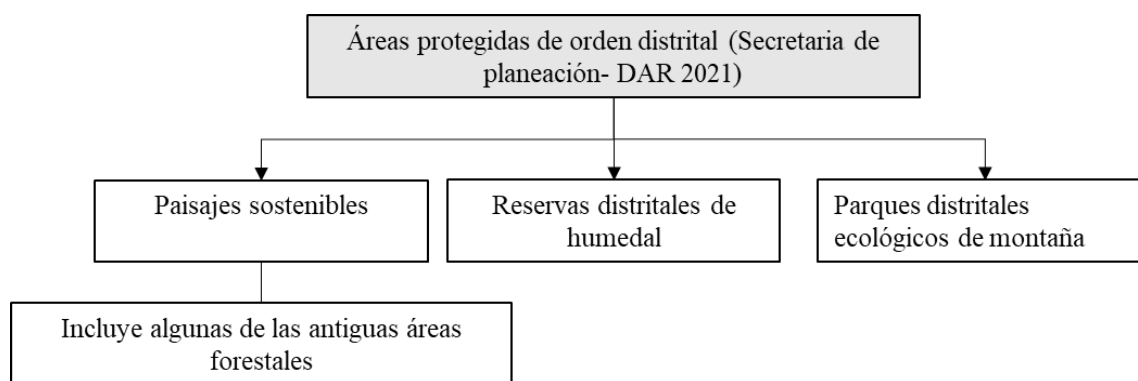 Áreas protegidas de orden distrital (Secretaria de
planeación- DAR 2021)
Paisajes sostenibles
Reservas distritales de
humedal
Parques distritales
ecológicos de montaña
Incluye algunas de las antiguas áreas
forestales